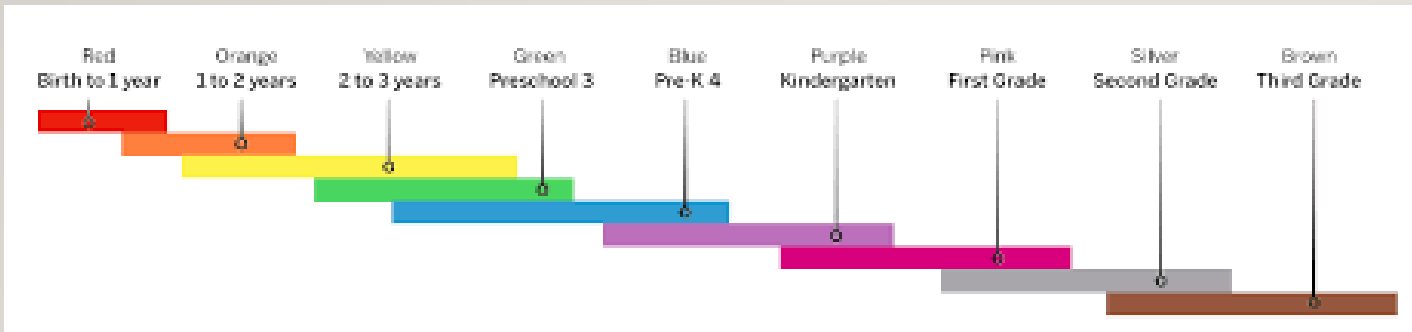 Red
Birth to 1 year
Orange
1 to 2 years
Yellow
2 to 3 years
Green
Preschool 3
Blue
Pre-K 4
Purple
Kindergarten
Pink
First Grade
Silver
Second Grade
Brown
Third Grade